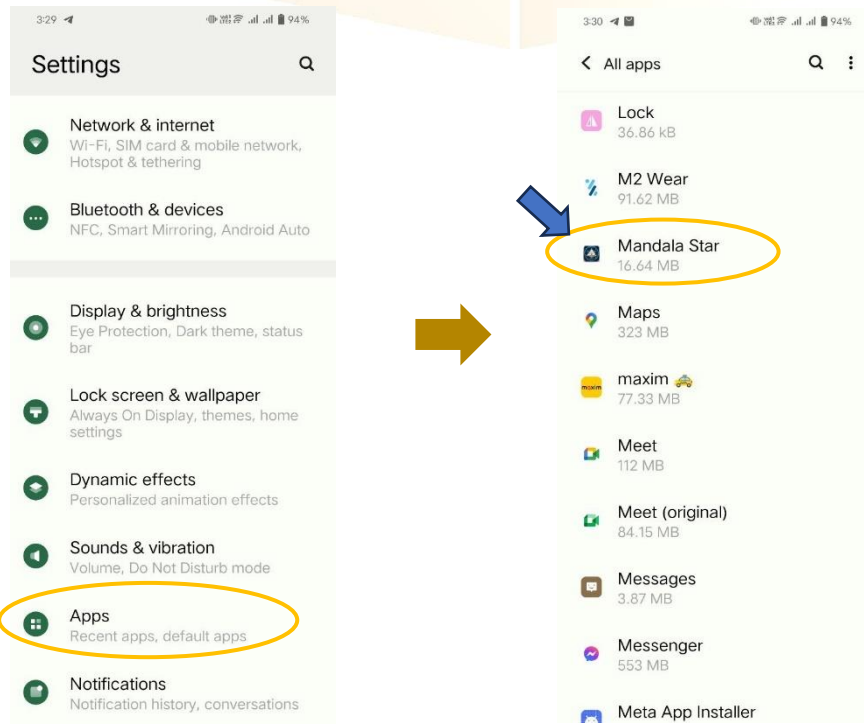 3:29
94%
Settings
Network & internet
Wi-Fi, SIM card & mobile network,
Hotspot & tethering
Bluetooth & devices
NFC, Smart Mirroring, Android Auto
Display & brightness
Eye Protection, Dark theme, status
bar
Lock screen & wallpaper
Always On Display, themes, home
settings
Dynamic effects
Personalized animation effects
Sounds & vibration
Volume, Do Not Disturb mode
Apps
Recent apps, default apps
Notifications
Notification history, conversations
3:30
94%
All apps
Lock
36.86 kB
M2 Wear
91.62 MB
Mandala Star
16.64 MB
Maps
323 MB
maxim
maxim 🚕
77.33 MB
Meet
112 MB
Meet (original)
84.15 MB
Messages
3.87 MB
Messenger
553 MB
Meta App Installer